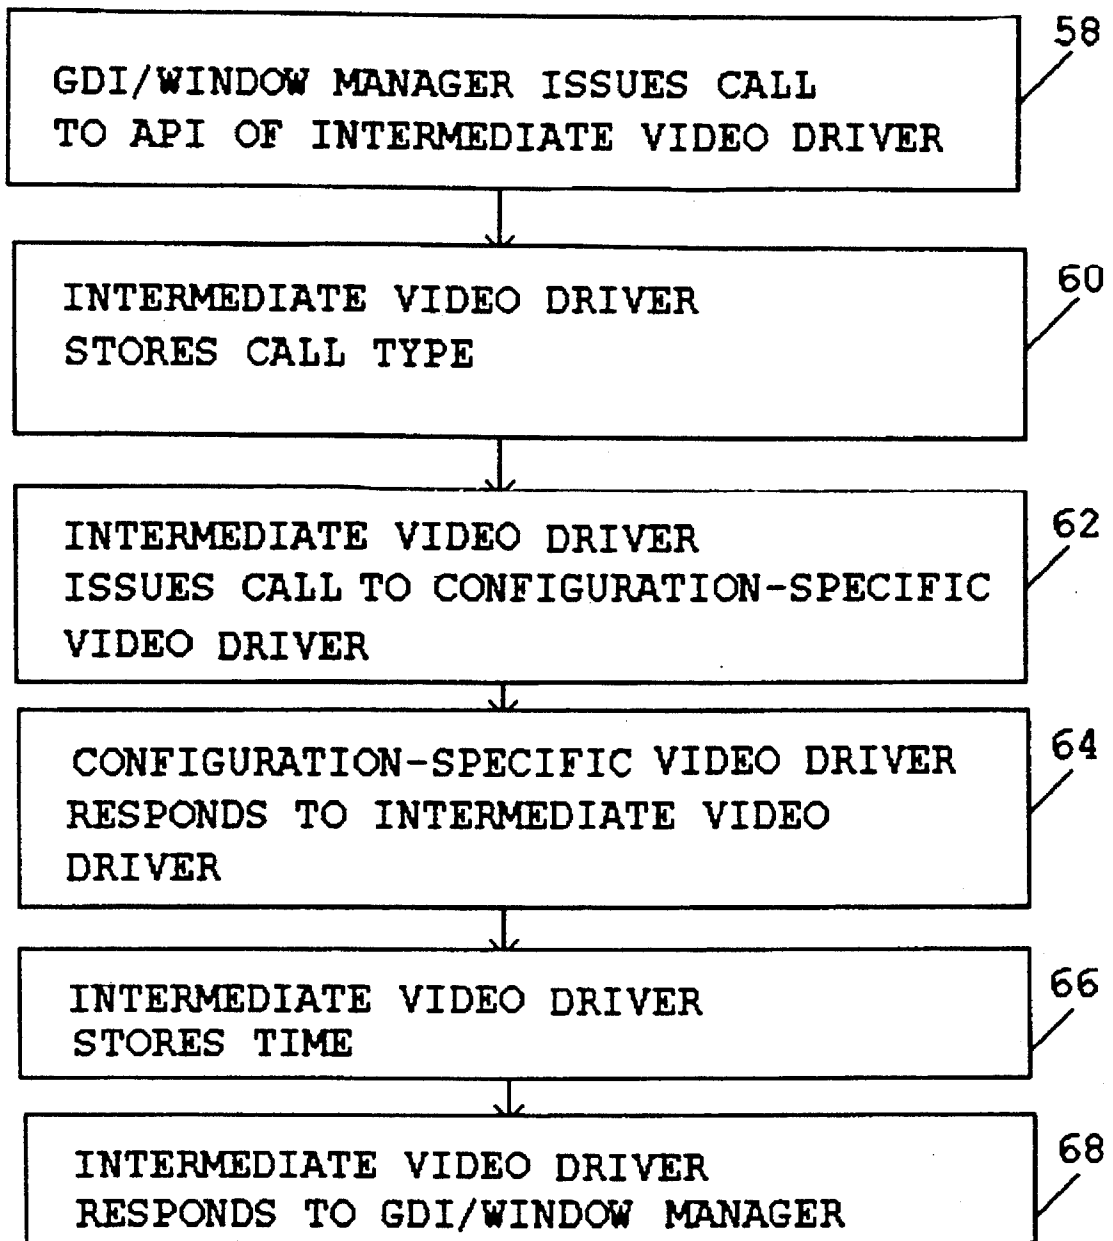 58
GDI/WINDOW MANAGER ISSUES CALL
TO API OF INTERMEDIATE VIDEO DRIVER
60
INTERMEDIATE VIDEO DRIVER
STORES CALL TYPE
62
INTERMEDIATE VIDEO DRIVER
ISSUES CALL TO CONFIGURATION-SPECIFIC
VIDEO DRIVER
64
CONFIGURATION-SPECIFIC VIDEO DRIVER
RESPONDS TO INTERMEDIATE VIDEO
DRIVER
66
INTERMEDIATE VIDEO DRIVER
STORES TIME
68
INTERMEDIATE VIDEO DRIVER
RESPONDS TO GDI/WINDOW MANAGER